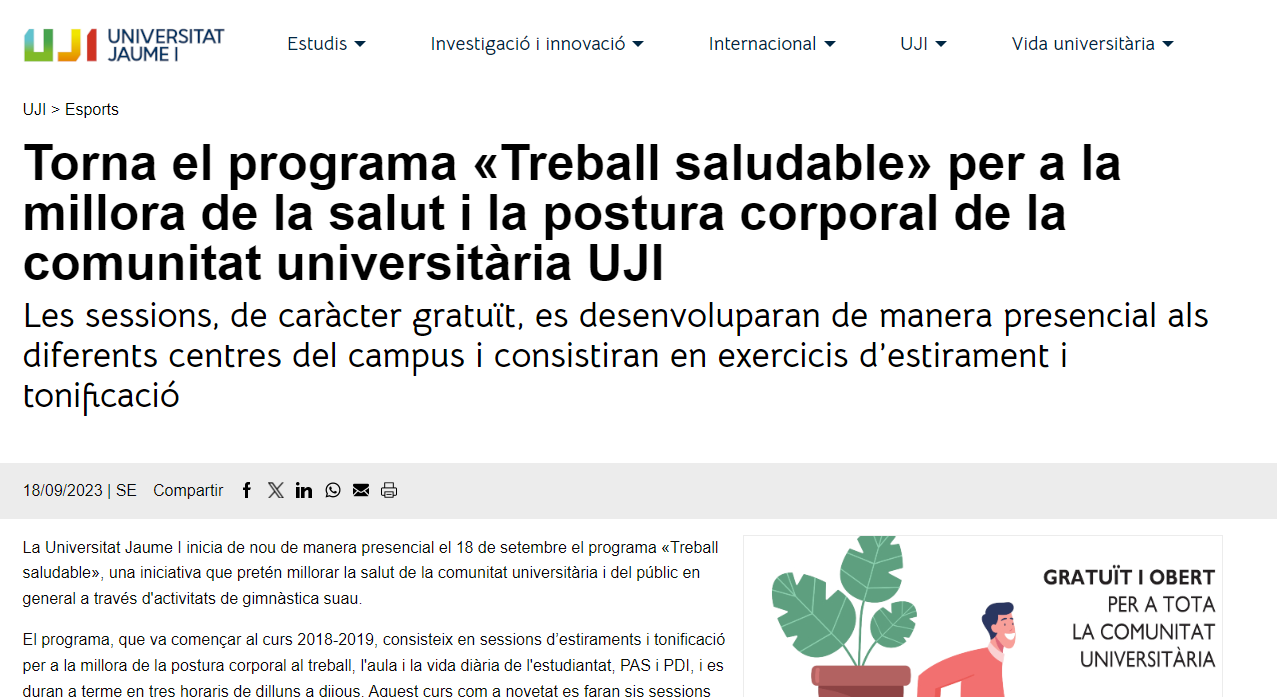 UNIVERSITAT
JAUME I
Estudis
Investigació i innovació
Internacional
UJI
Vida universitària
UJI > Esports
Torna el programa «Treball saludable» per a la
millora de la salut i la postura corporal de la
comunitat universitària UJI
Les sessions, de caràcter gratuït, es desenvoluparan de manera presencial als
diferents centres del campus i consistiran en exercicis d’estirament i
tonificació
18/09/2023 | SE Compartir
La Universitat Jaume I inicia de nou de manera presencial el 18 de setembre el programa «Treball
saludable», una iniciativa que pretén millorar la salut de la comunitat universitària i del públic en
general a través d'activitats de gimnàstica suau.
El programa, que va començar al curs 2018-2019, consisteix en sessions d’estiraments i tonificació
per a la millora de la postura corporal al treball, l'aula i la vida diària de l'estudiantat, PAS i PDI, i es
duran a terme en tres horaris de dilluns a dijous. Aquest curs com a novetat es faran sis sessions
GRATUÏT I OBERT
PER A TOTA
LA COMUNITAT
UNIVERSITÀRIA